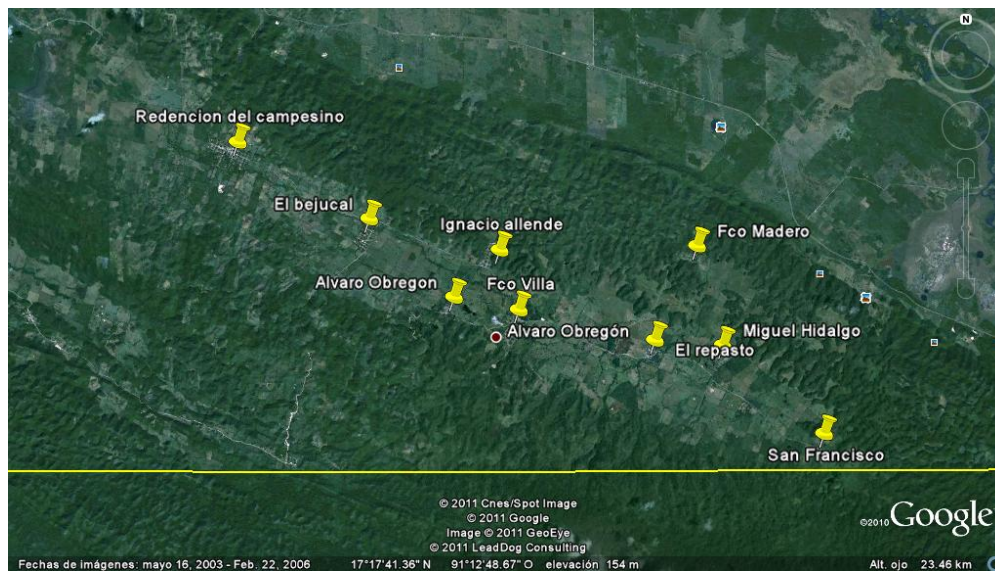 N
Redencion del campesino
El bejucal
Ignacio allende
Fco Madero
Alvaro Obregon
Fco Villa
Alvaro Obregón
Miguel Hidalgo
El repasto
San Francisco
© 2011 Cnes/Spot Image
© 2011 Google
Image © 2011 GeoEye
© 2011 LeadDog Consulting
©2010 Google
Fechas de imágenes: mayo 16, 2003 - Feb. 22, 2006 17°17'41.36" N 91°12'48.67" O elevación 154 m Alt. ojo 23.46 km